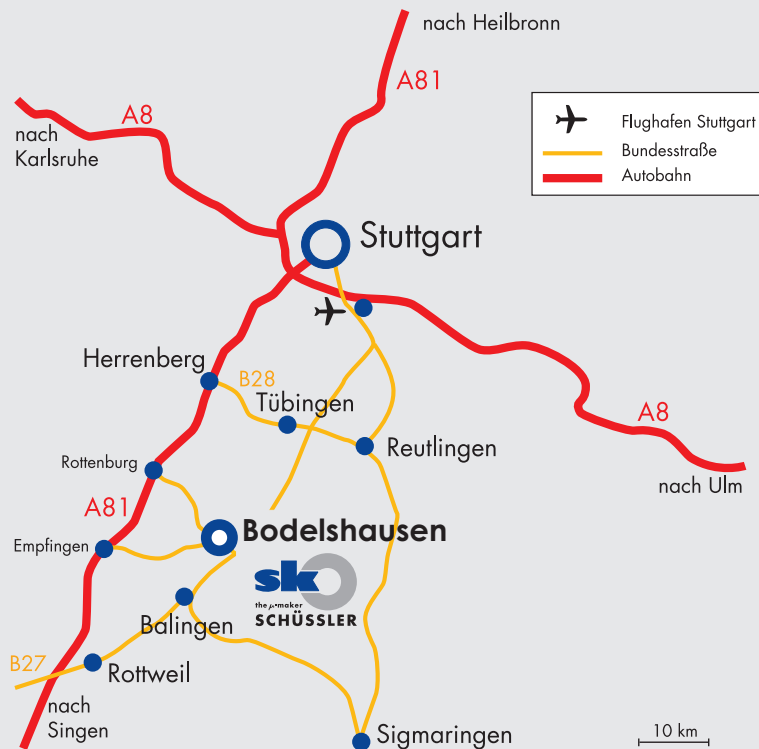 nach Heilbronn
A81
A8
nach
Karlsruhe
Flughafen Stuttgart
Bundesstraße
Autobahn
Stuttgart
Herrenberg
B28
Tübingen
Reutlingen
A8
nach Ulm
Rottenburg
A81
Bodelshausen
Empfingen
sko
the µ-maker
SCHÜSSLER
Balingen
B27
Rottweil
nach
Singen
Sigmaringen
10 km